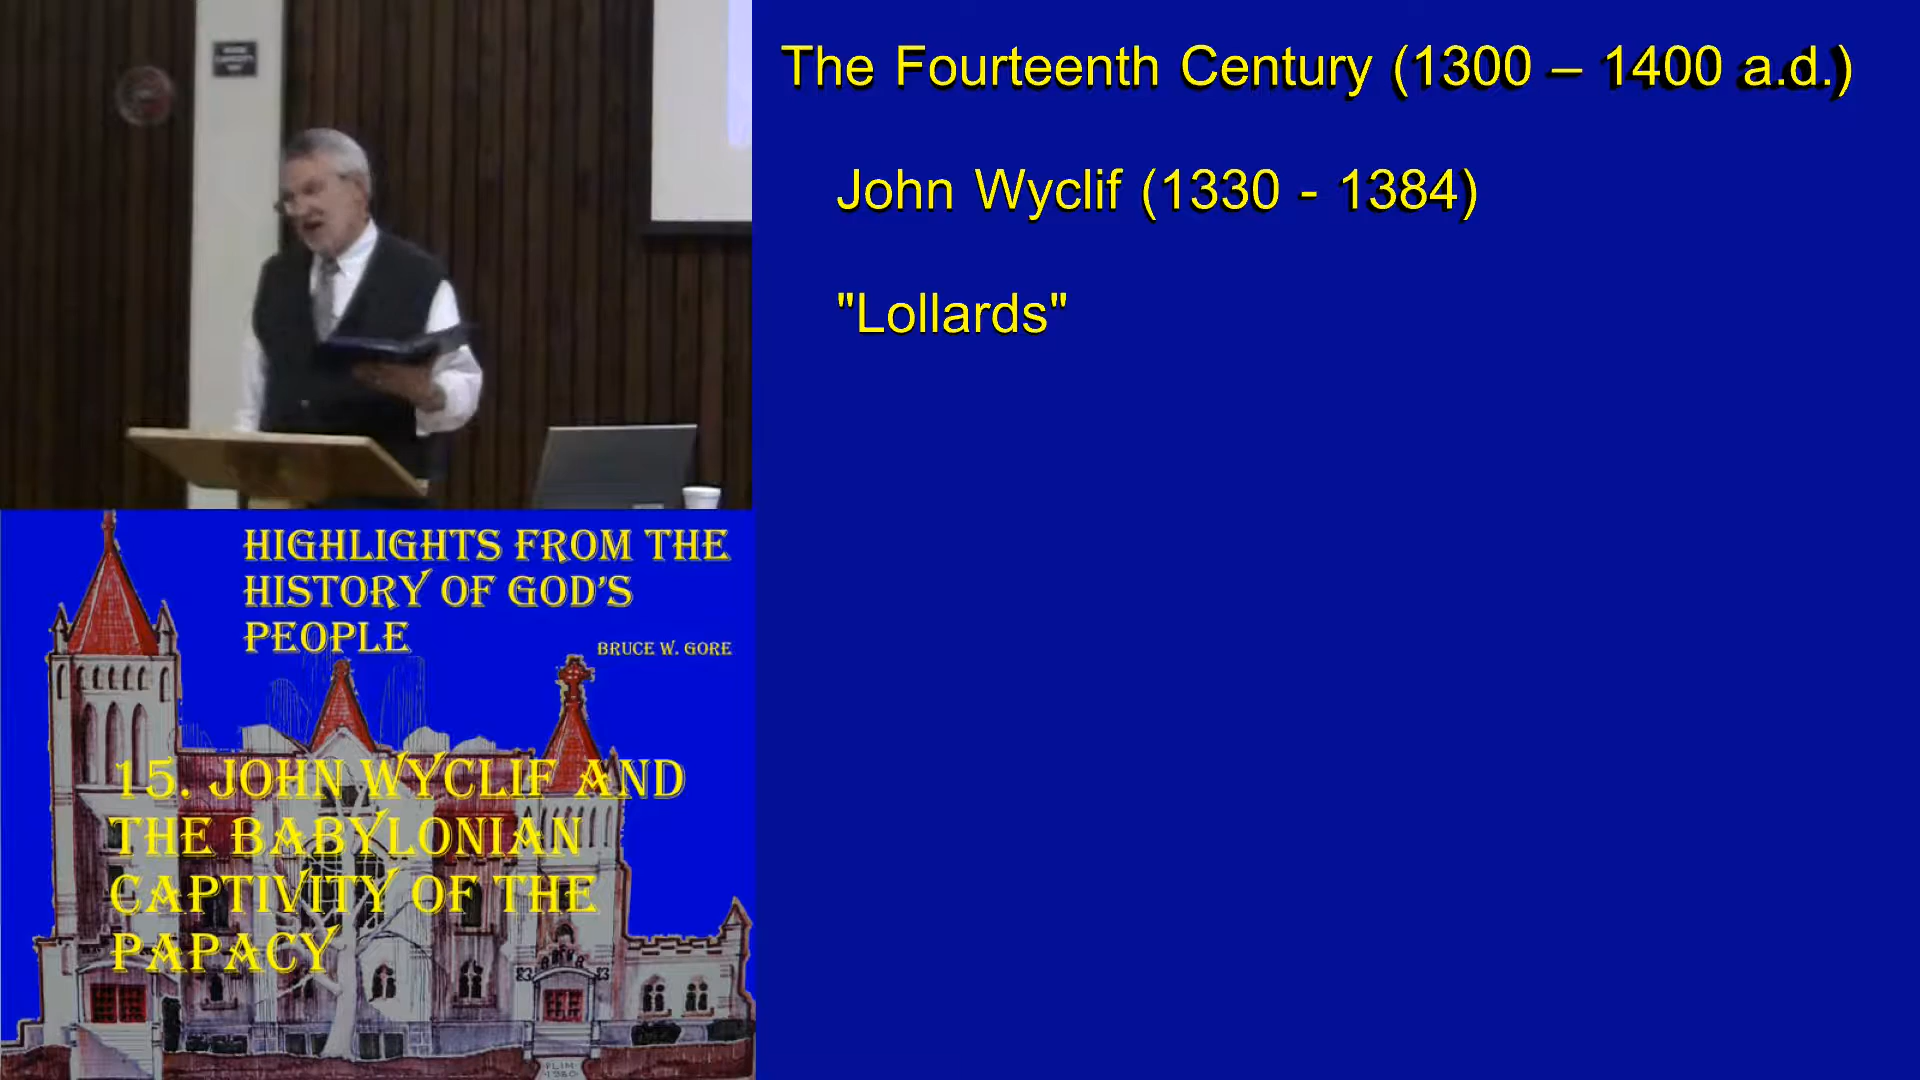 The Fourteenth Century (1300 – 1400 a.d.)
John Wyclif (1330 - 1384)
"Lollards"
HIGHLIGHTS FROM THE
HISTORY OF GOD'S
PEOPLE
BRUCE W. GORE
15. JOHN WYCLIF AND
THE BABYLONIAN
CAPTIVITY OF THE
PAPACY